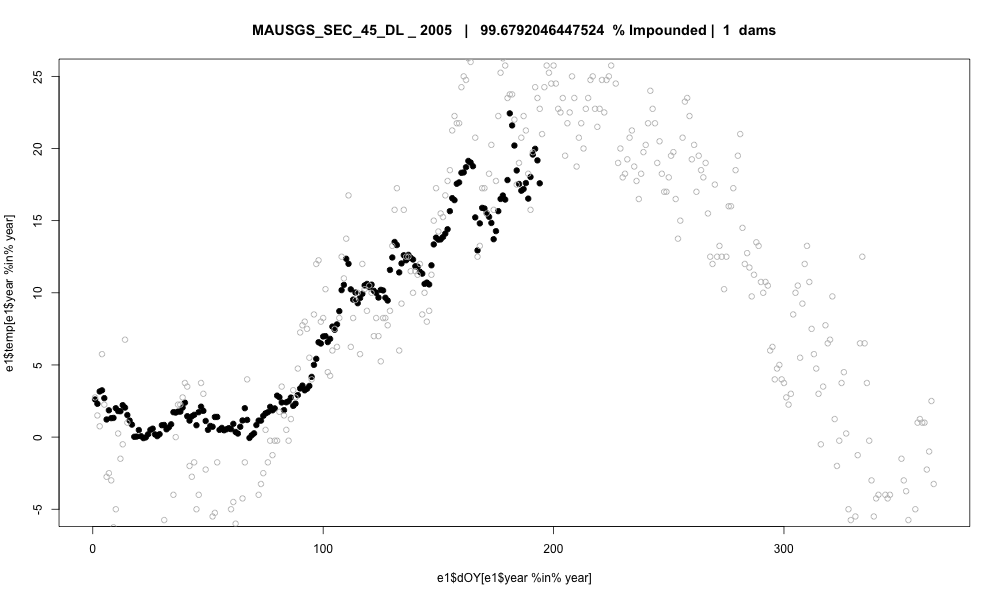 MAUSGS_SEC_45_DL _ 2005 | 99.6792046447524 % Impounded | 1 dams
e1$temp[e1$year %in% year]
25
20
15
10
5
0
-5
0 100 200 300
e1$dOY[e1$year %in% year]